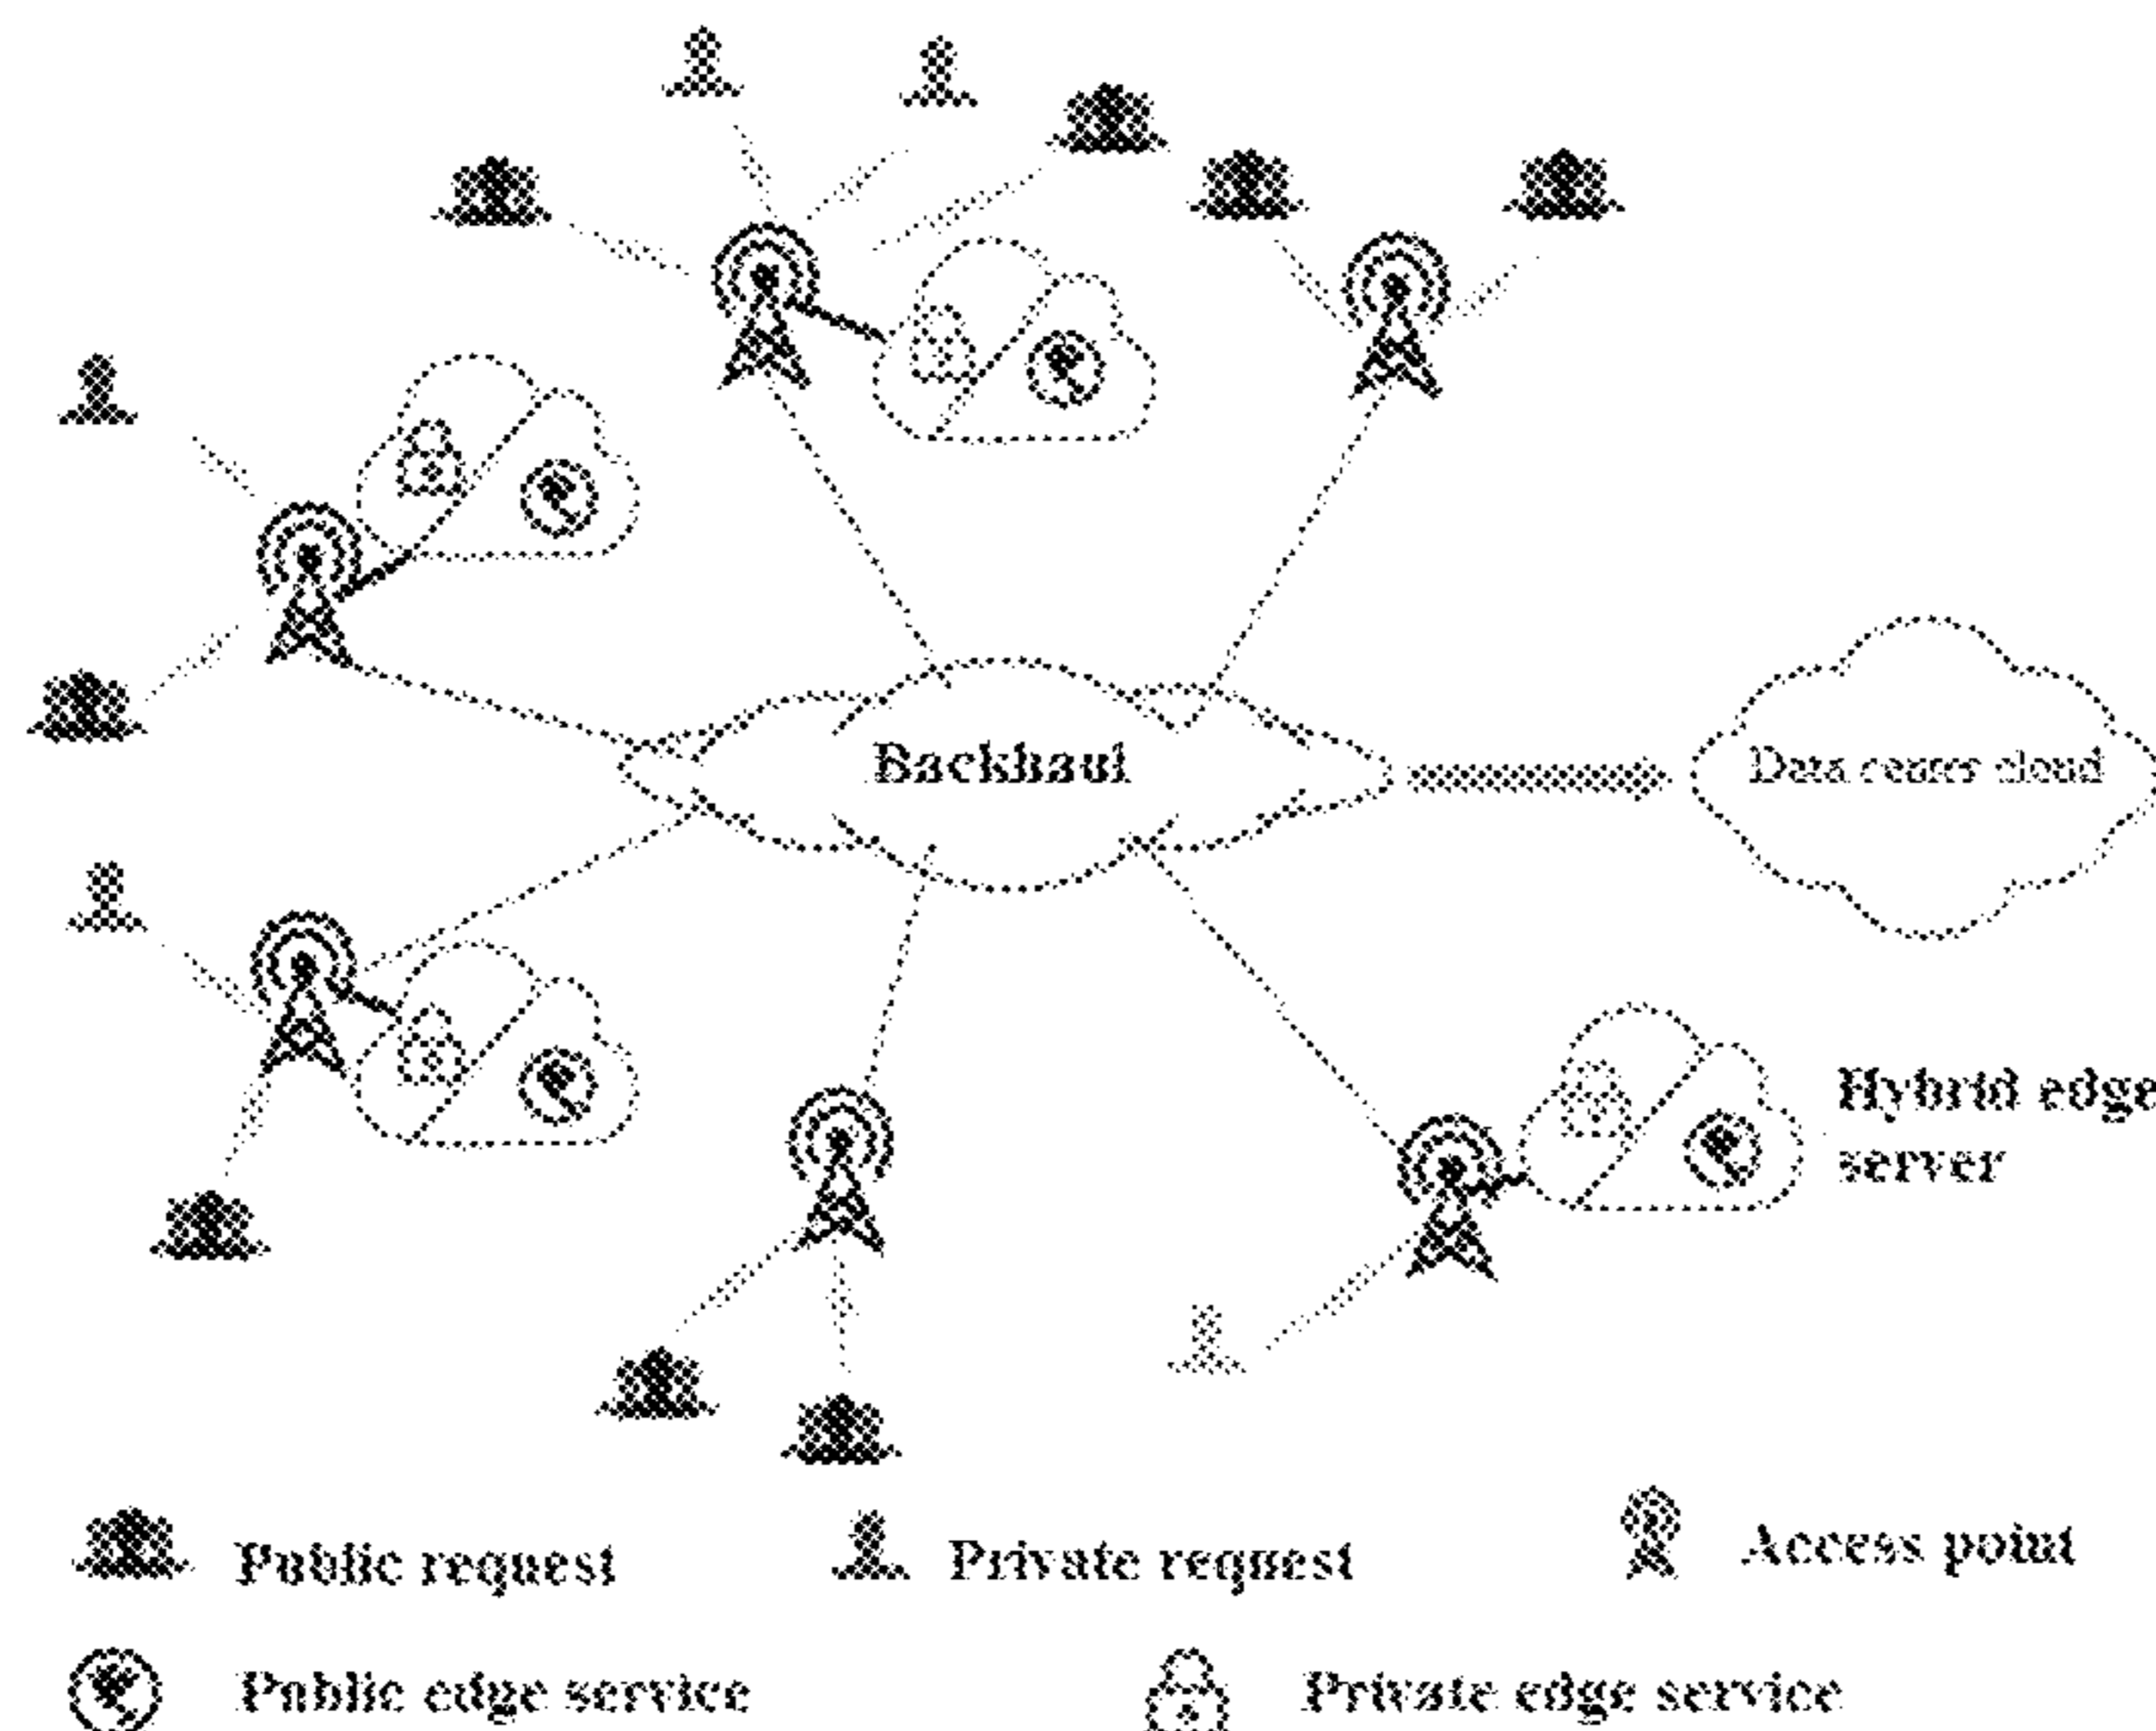 Backhaul
Data center cloud
Hybrid edge
server
Public request
Private request
Access point
Public edge service
Private edge service